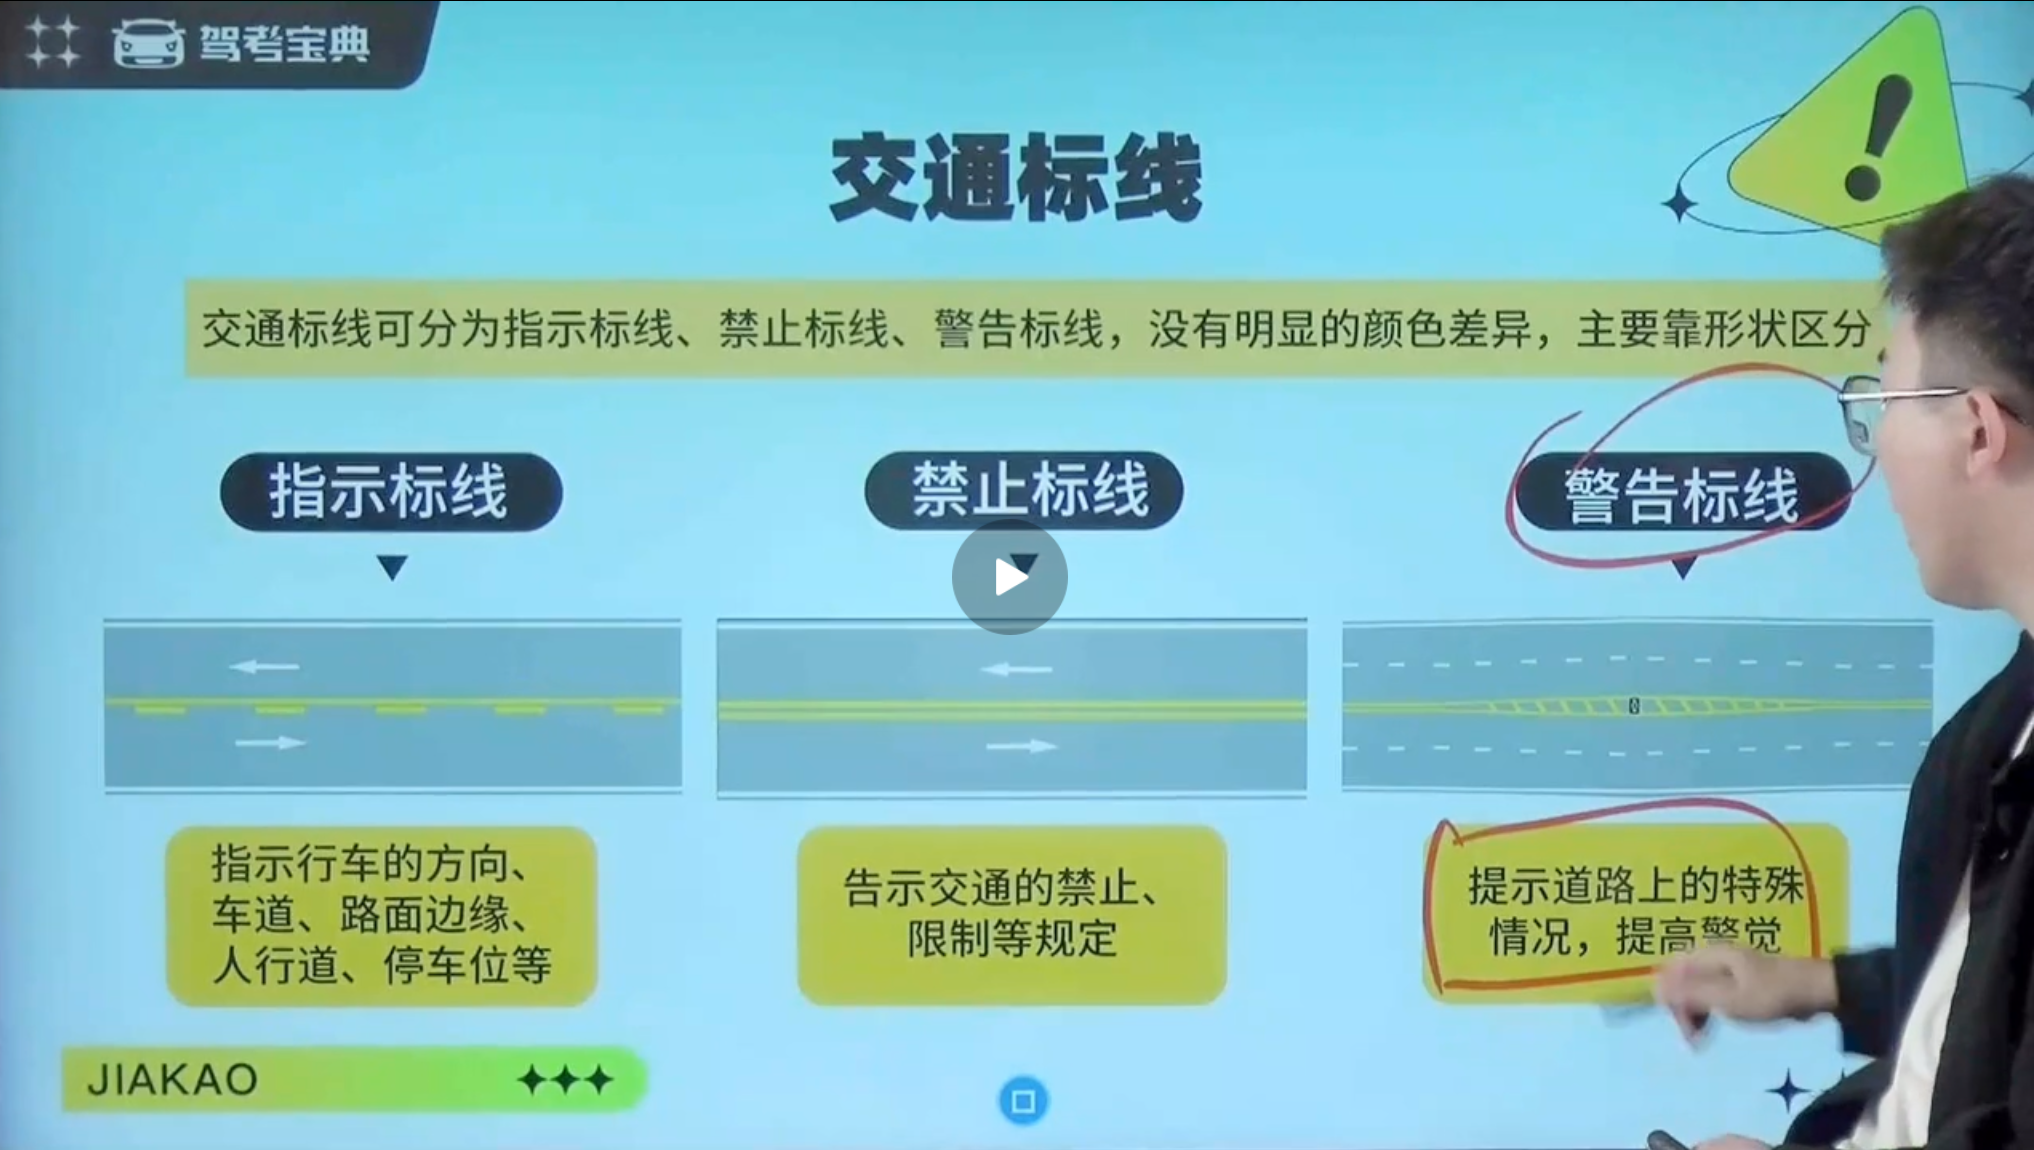 驾考宝典
交通标线
交通标线可分为指示标线、禁止标线、警告标线，没有明显的颜色差异，主要靠形状区分
指示标线
禁止标线
警告标线
指示行车的方向、
车道、路面边缘、
人行道、停车位等
告示交通的禁止、
限制等规定
提示道路上的特殊
情况，提高警觉
JIAKAO